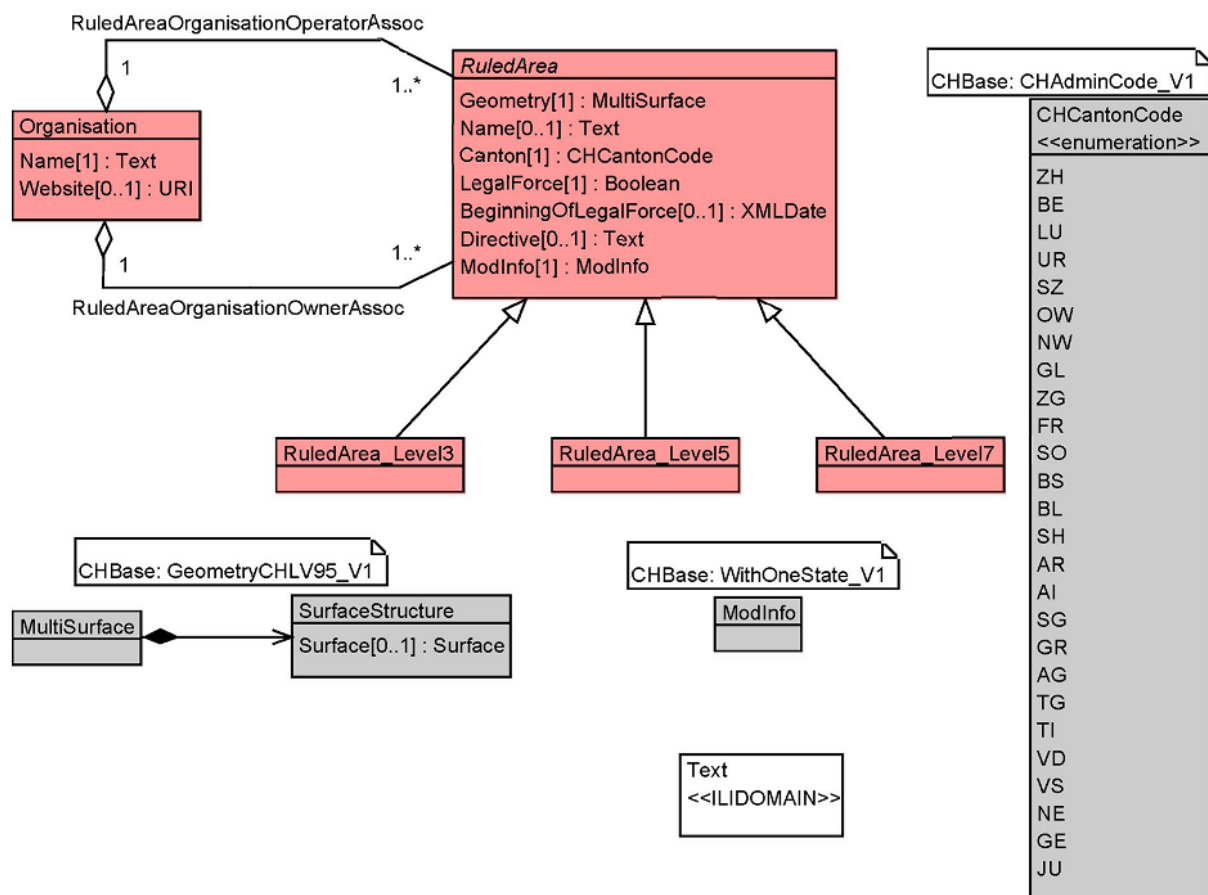 RuledAreaOrganisationOperatorAssoc
1
1..*
Organisation
Name[1] : Text
Website[0..1] : URI
1
1..*
RuledAreaOrganisationOwnerAssoc
RuledArea
Geometry[1] : MultiSurface
Name[0..1] : Text
Canton[1] : CHCantonCode
LegalForce[1] : Boolean
BeginningOfLegalForce[0..1] : XMLDate
Directive[0..1] : Text
ModInfo[1] : ModInfo
RuledArea_Level3
RuledArea_Level5
RuledArea_Level7
CHBase: CHAdminCode_V1
CHCantonCode
<<enumeration>>
ZH
BE
LU
UR
SZ
OW
NW
GL
ZG
FR
SO
BS
BL
SH
AR
AI
SG
GR
AG
TG
TI
VD
VS
NE
GE
JU
CHBase: GeometryCHLV95_V1
MultiSurface
SurfaceStructure
Surface[0..1] : Surface
CHBase: WithOneState_V1
ModInfo
Text
<<ILIDOMAIN>>